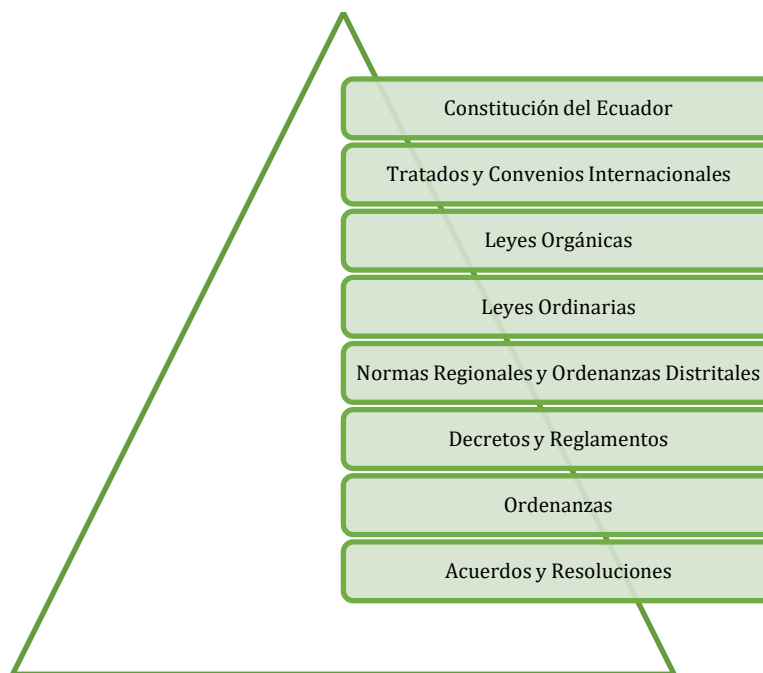 Constitución del Ecuador
Tratados y Convenios Internacionales
Leyes Orgánicas
Leyes Ordinarias
Normas Regionales y Ordenanzas Distritales
Decretos y Reglamentos
Ordenanzas
Acuerdos y Resoluciones